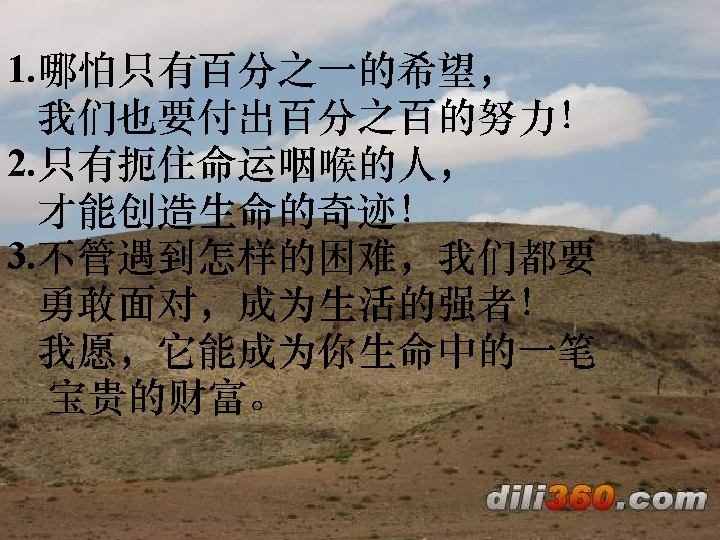 1.哪怕只有百分之一的希望，
我们也要付出百分之百的努力！
2.只有扼住命运咽喉的人，
才能创造生命的奇迹！
3.不管遇到怎样的困难，我们都要
勇敢面对，成为生活的强者！
我愿，它能成为你生命中的一笔
宝贵的财富。
dili360.com